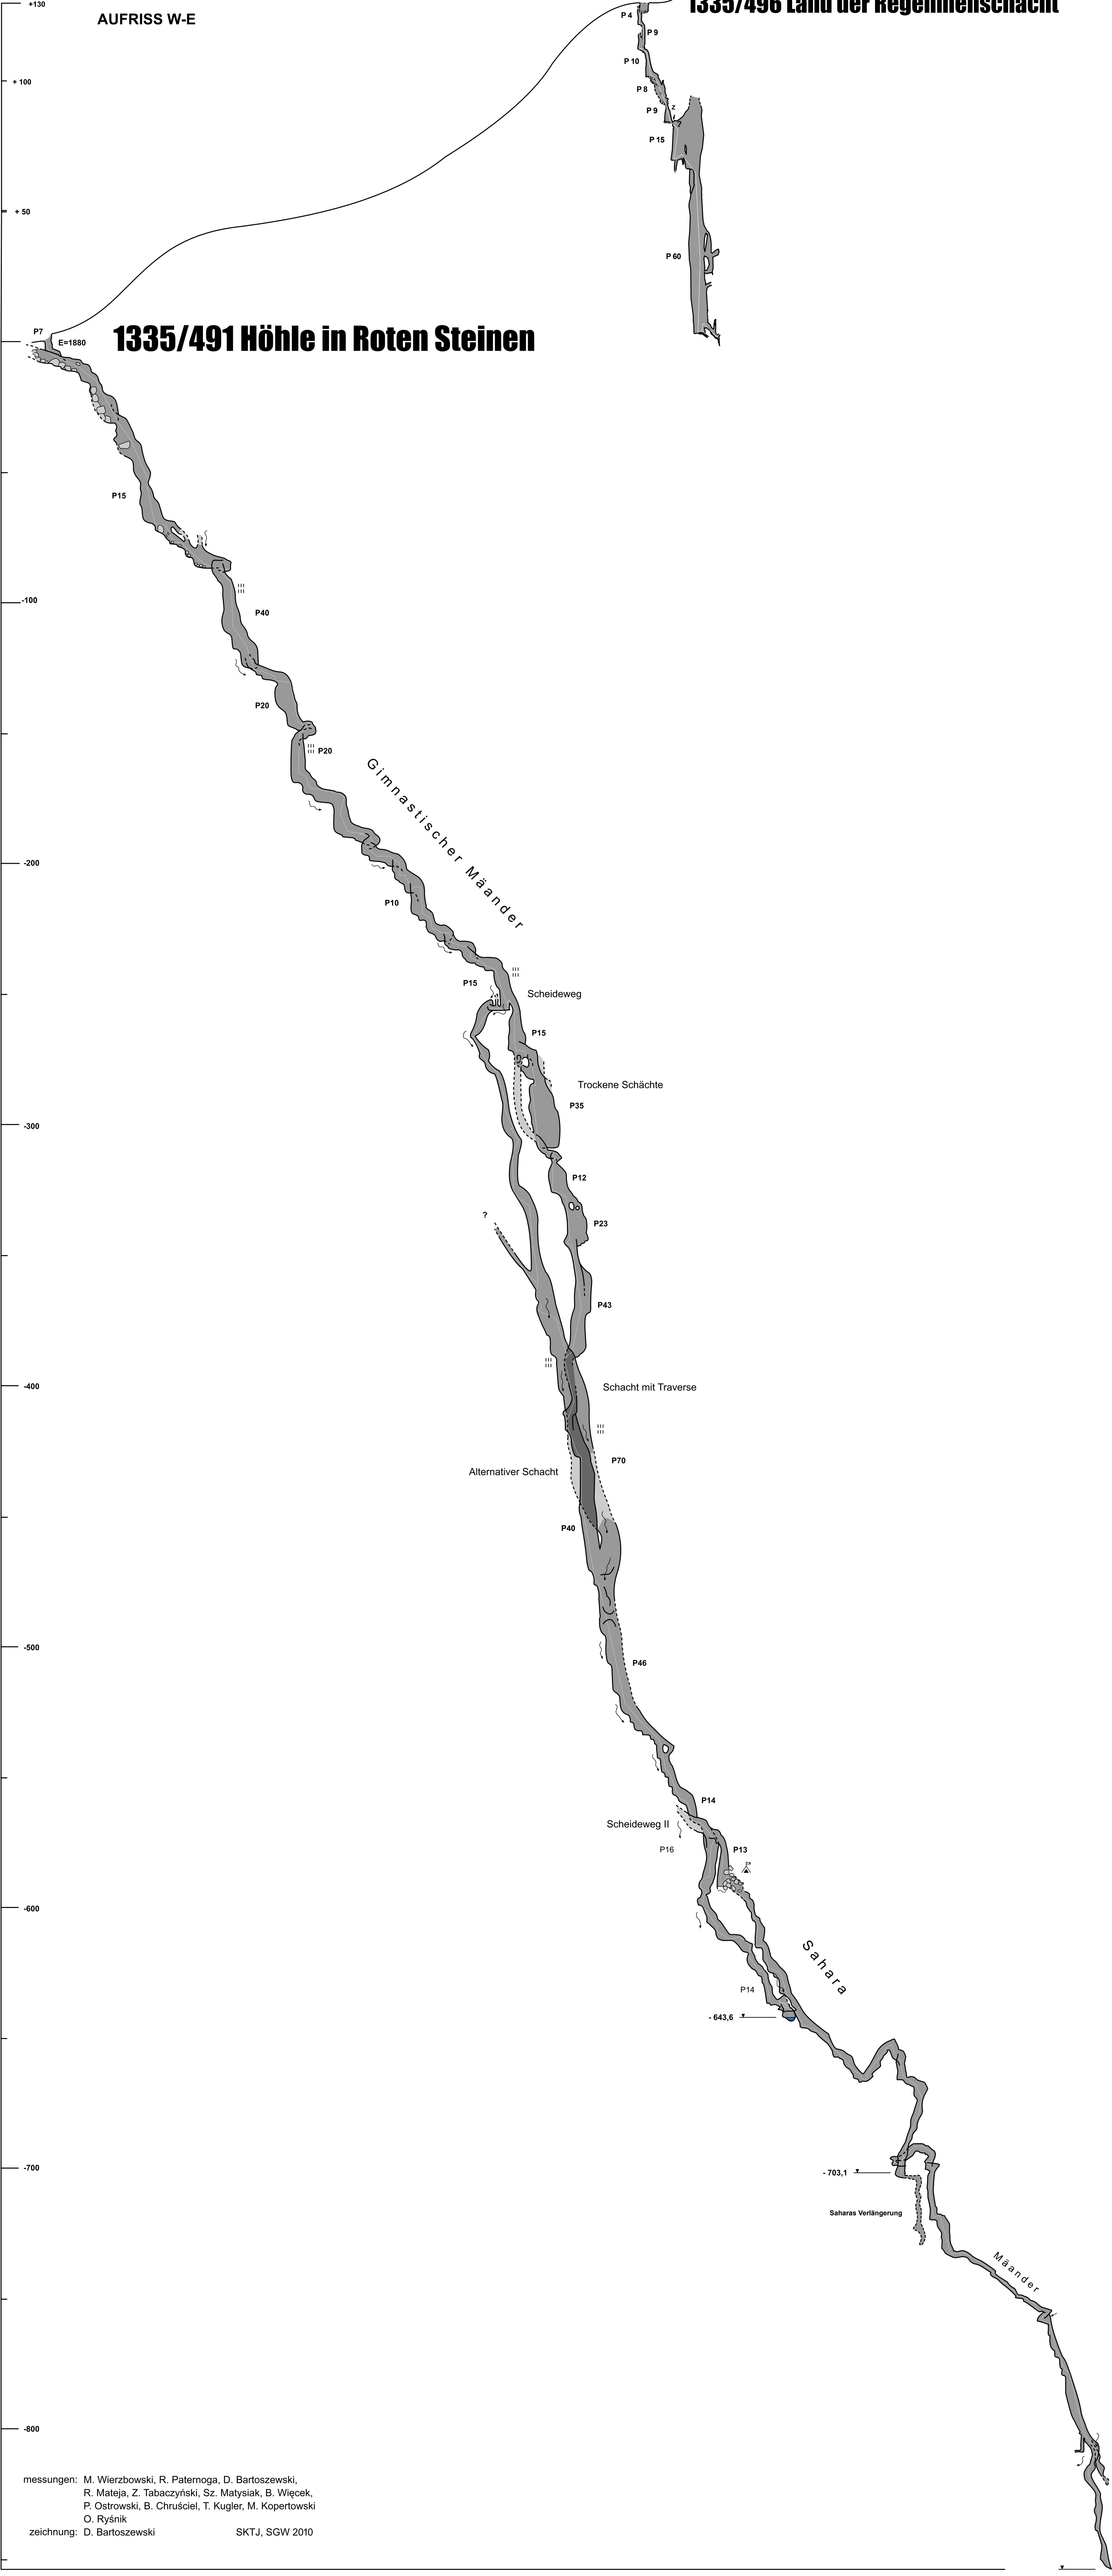 +130
AUFRISS W-E
1335/496 Land der Regenmenschacht
P 4
P 9
P 10
+ 100
P 8
P 9
z
P 15
+ 50
P 60
P7
E=1880
1335/491 Höhle in Roten Steinen
P15
-100
P40
P20
P20
Gimnastischer Mäander
-200
P10
P15
Scheideweg
P15
Trockene Schächte
P35
-300
P12
?
P23
P43
-400
Schacht mit Traverse
P70
Alternativer Schacht
P40
-500
P46
P14
Scheideweg II
P16
P13
-600
Sahara
P14
- 643,6
-700
- 703,1
Saharas Verlängerung
Mäander
-800
messungen: M. Wierzbowski, R. Paternoga, D. Bartoszewski,
R. Mateja, Z. Tabaczyński, Sz. Matysiak, B. Więcek,
P. Ostrowski, B. Chruściel, T. Kugler, M. Kopertowski
O. Ryśnik
zeichnung: D. Bartoszewski SKTJ, SGW 2010